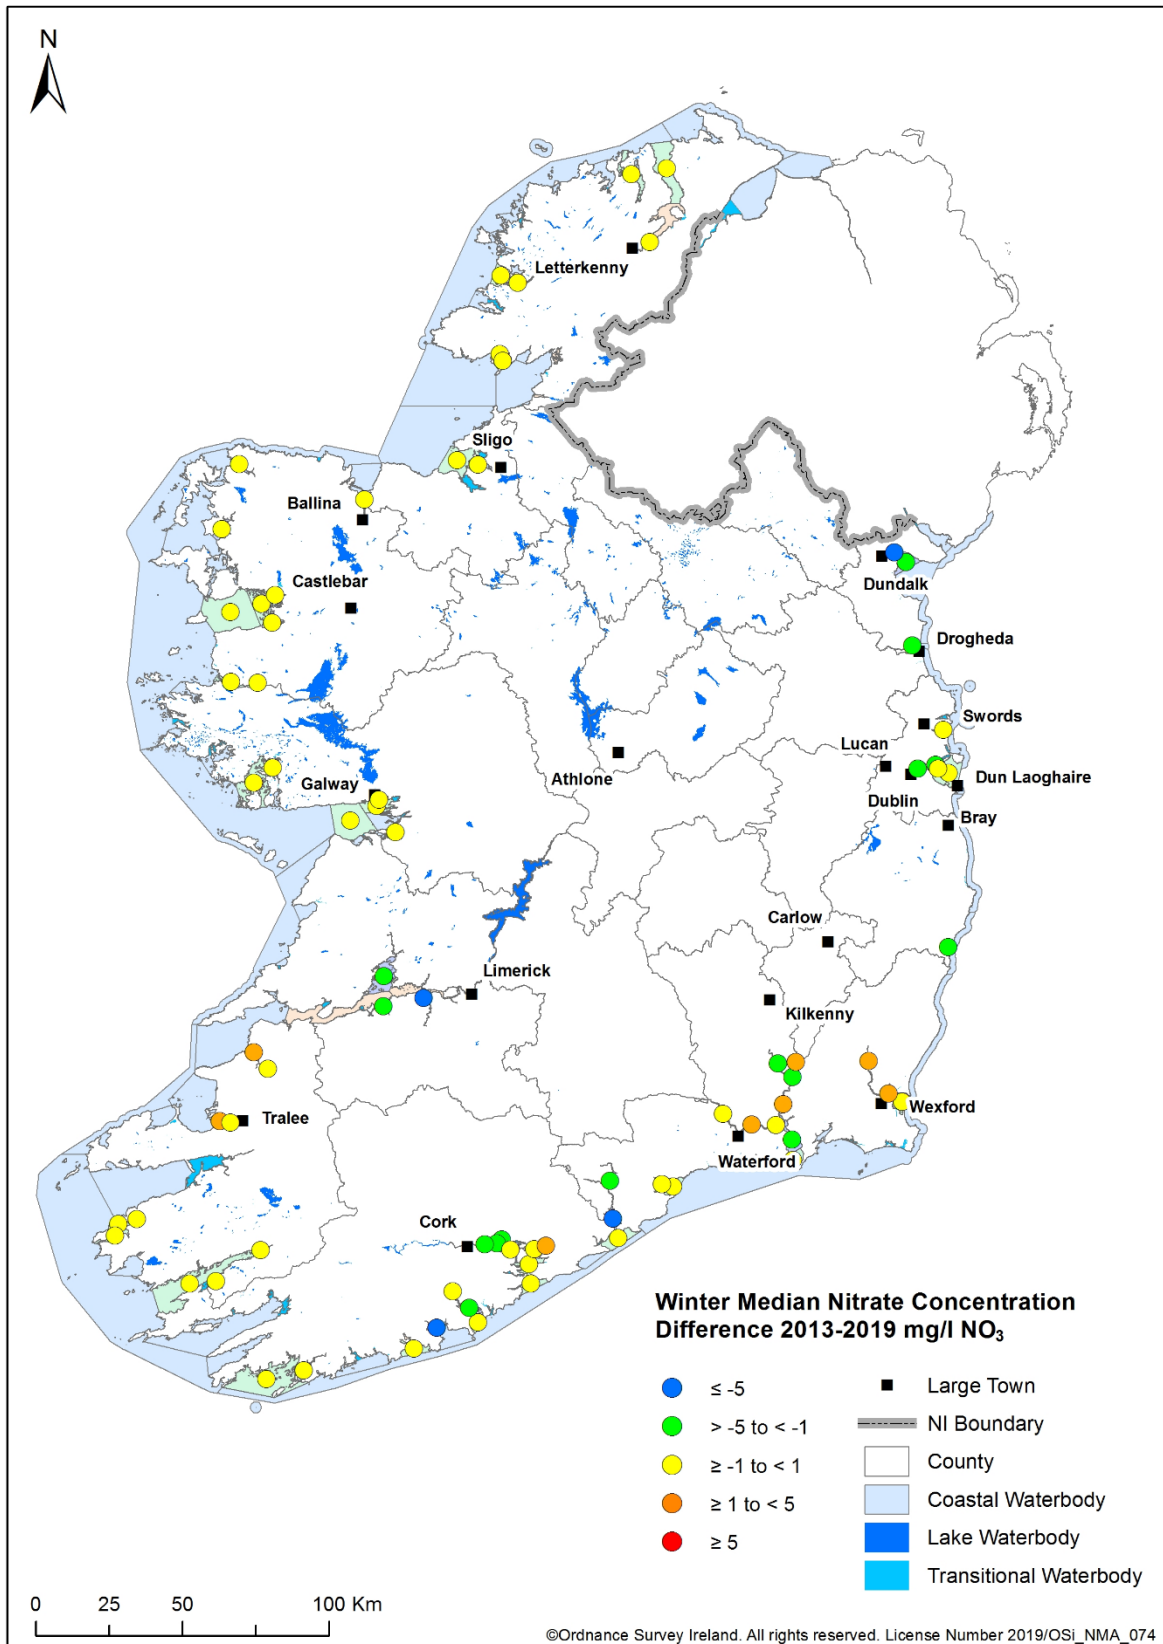 N
Letterkenny
Sligo
Ballina
Castlebar
Dundalk
Drogheda
Swords
Lucan
Athlone
Galway
Dun Laoghaire
Dublin
Bray
Carlow
Limerick
Kilkenny
Wexford
Tralee
Waterford
Cork
Winter Median Nitrate Concentration
Difference 2013-2019 mg/l NO₃
≤ -5
> -5 to < -1
≥ -1 to < 1
≥ 1 to < 5
≥ 5
Large Town
NI Boundary
County
Coastal Waterbody
Lake Waterbody
Transitional Waterbody
0 25 50 100 Km
©Ordnance Survey Ireland. All rights reserved. License Number 2019/OSi_NMA_074